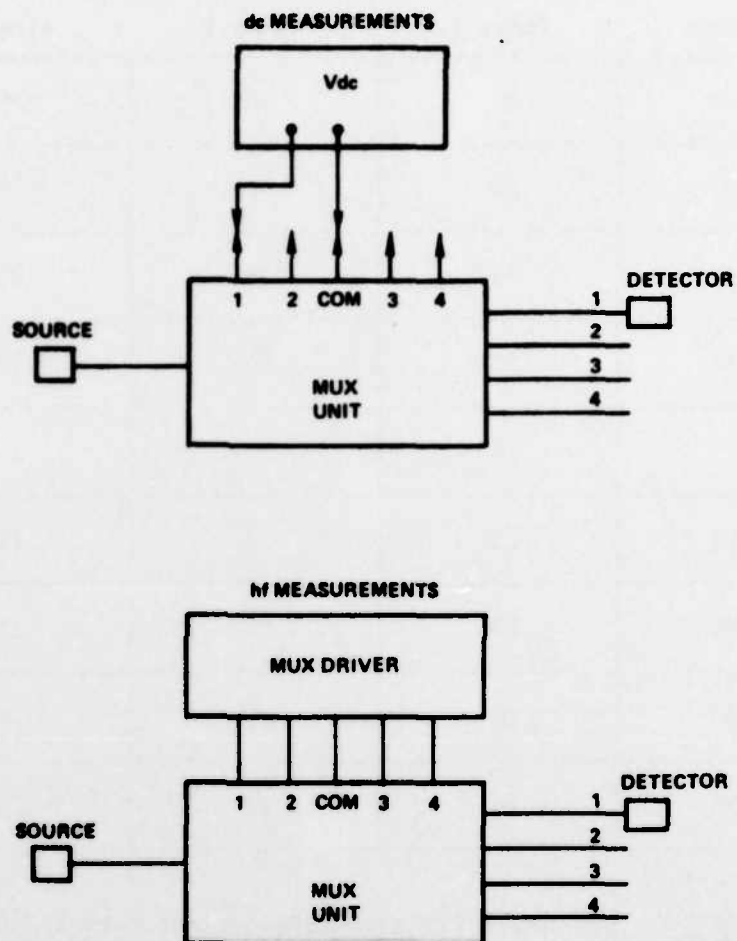 dc MEASUREMENTS
Vdc
1 2 COM 3 4
DETECTOR
1
SOURCE
2
3
MUX
UNIT
4
hf MEASUREMENTS
MUX DRIVER
1 2 COM 3 4
DETECTOR
1
SOURCE
2
3
MUX
UNIT
4